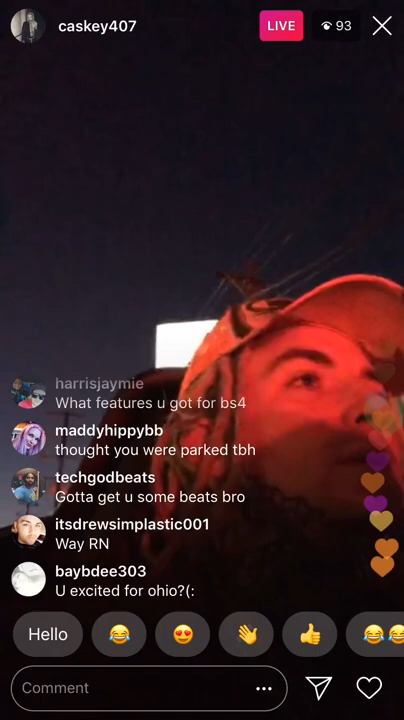 caskey407
LIVE
93
harrisjaymie
What features u got for bs4
maddyhippybb
thought you were parked tbh
techgodbeats
Gotta get u some beats bro
itsdrewsimplastic001
Way RN
baybdee303
U excited for ohio?(:
Hello
Comment